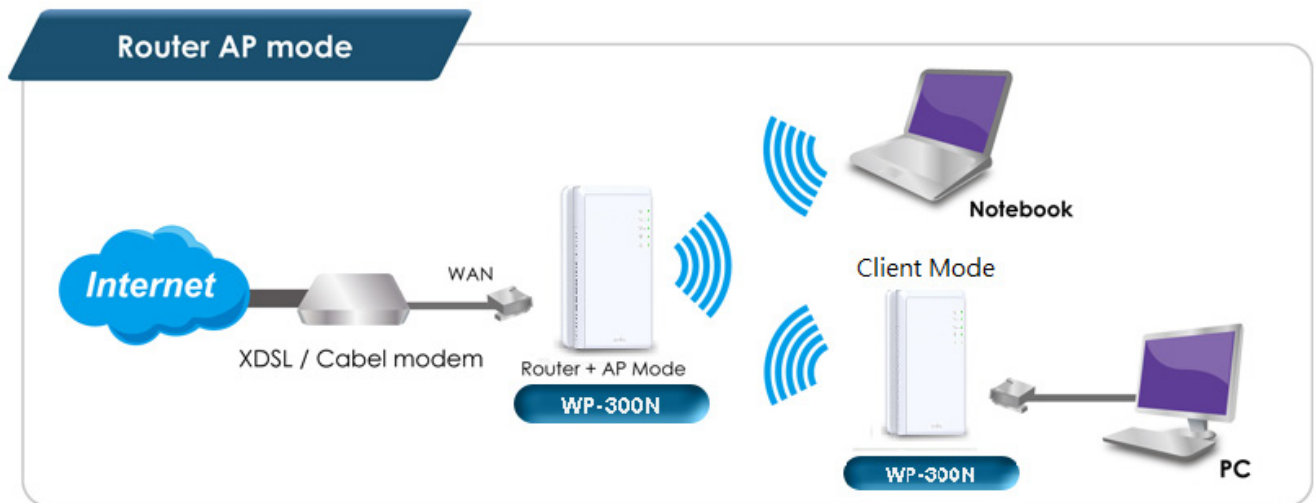 Router AP mode
Notebook
Client Mode
Internet
WAN
XDSL / Cabel modem
Router + AP Mode
WP-300N
WP-300N
PC